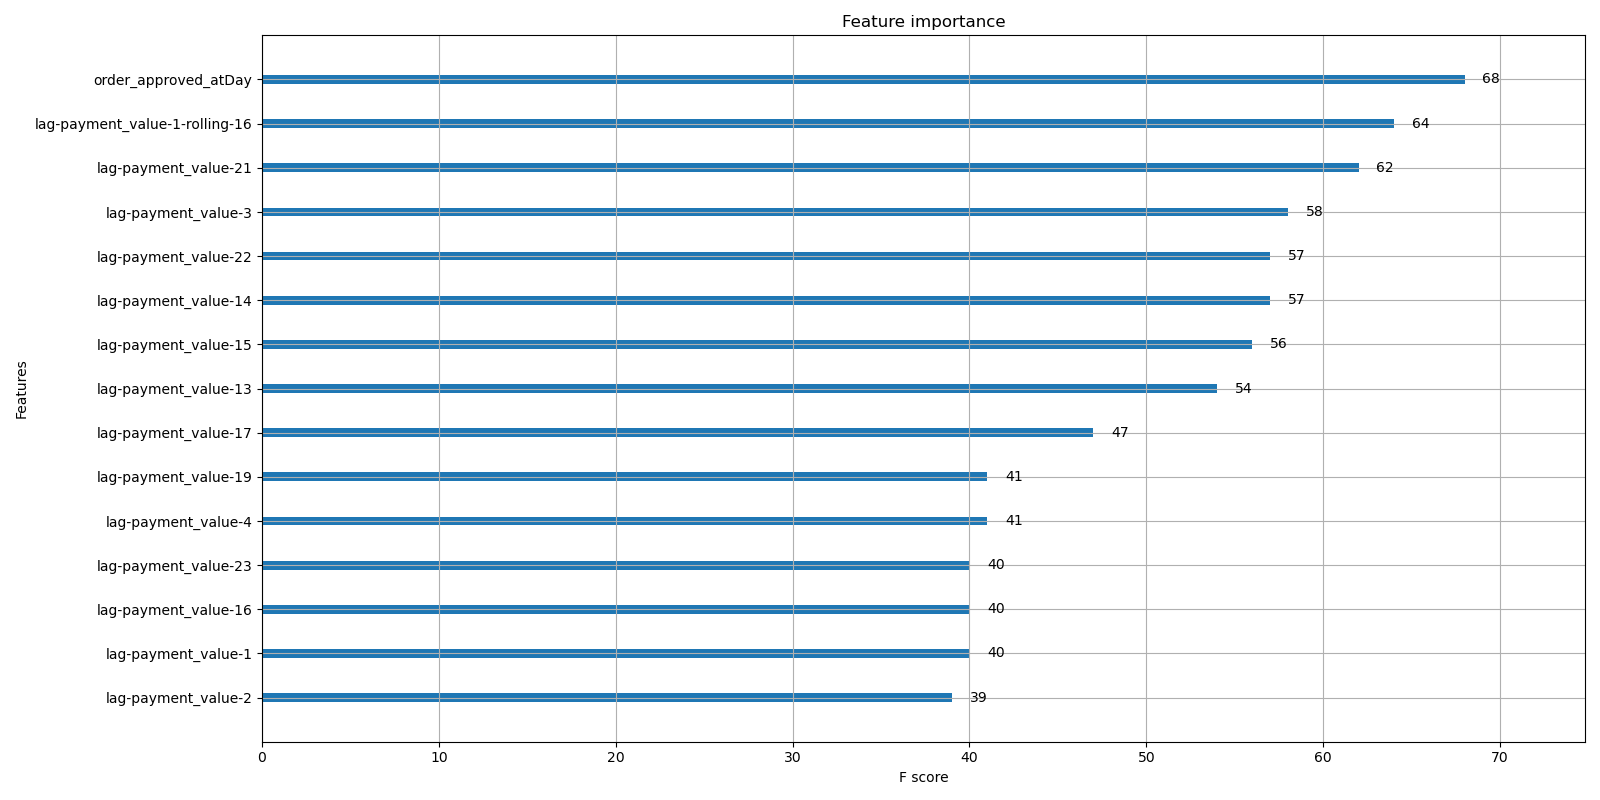 Feature importance
order_approved_atDay 68
lag-payment_value-1-rolling-16 64
lag-payment_value-21 62
lag-payment_value-3 58
lag-payment_value-22 57
lag-payment_value-14 57
lag-payment_value-15 56
lag-payment_value-13 54
lag-payment_value-17 47
lag-payment_value-19 41
lag-payment_value-4 41
lag-payment_value-23 40
lag-payment_value-16 40
lag-payment_value-1 40
lag-payment_value-2 39
Features
0 10 20 30 40 50 60 70
F score